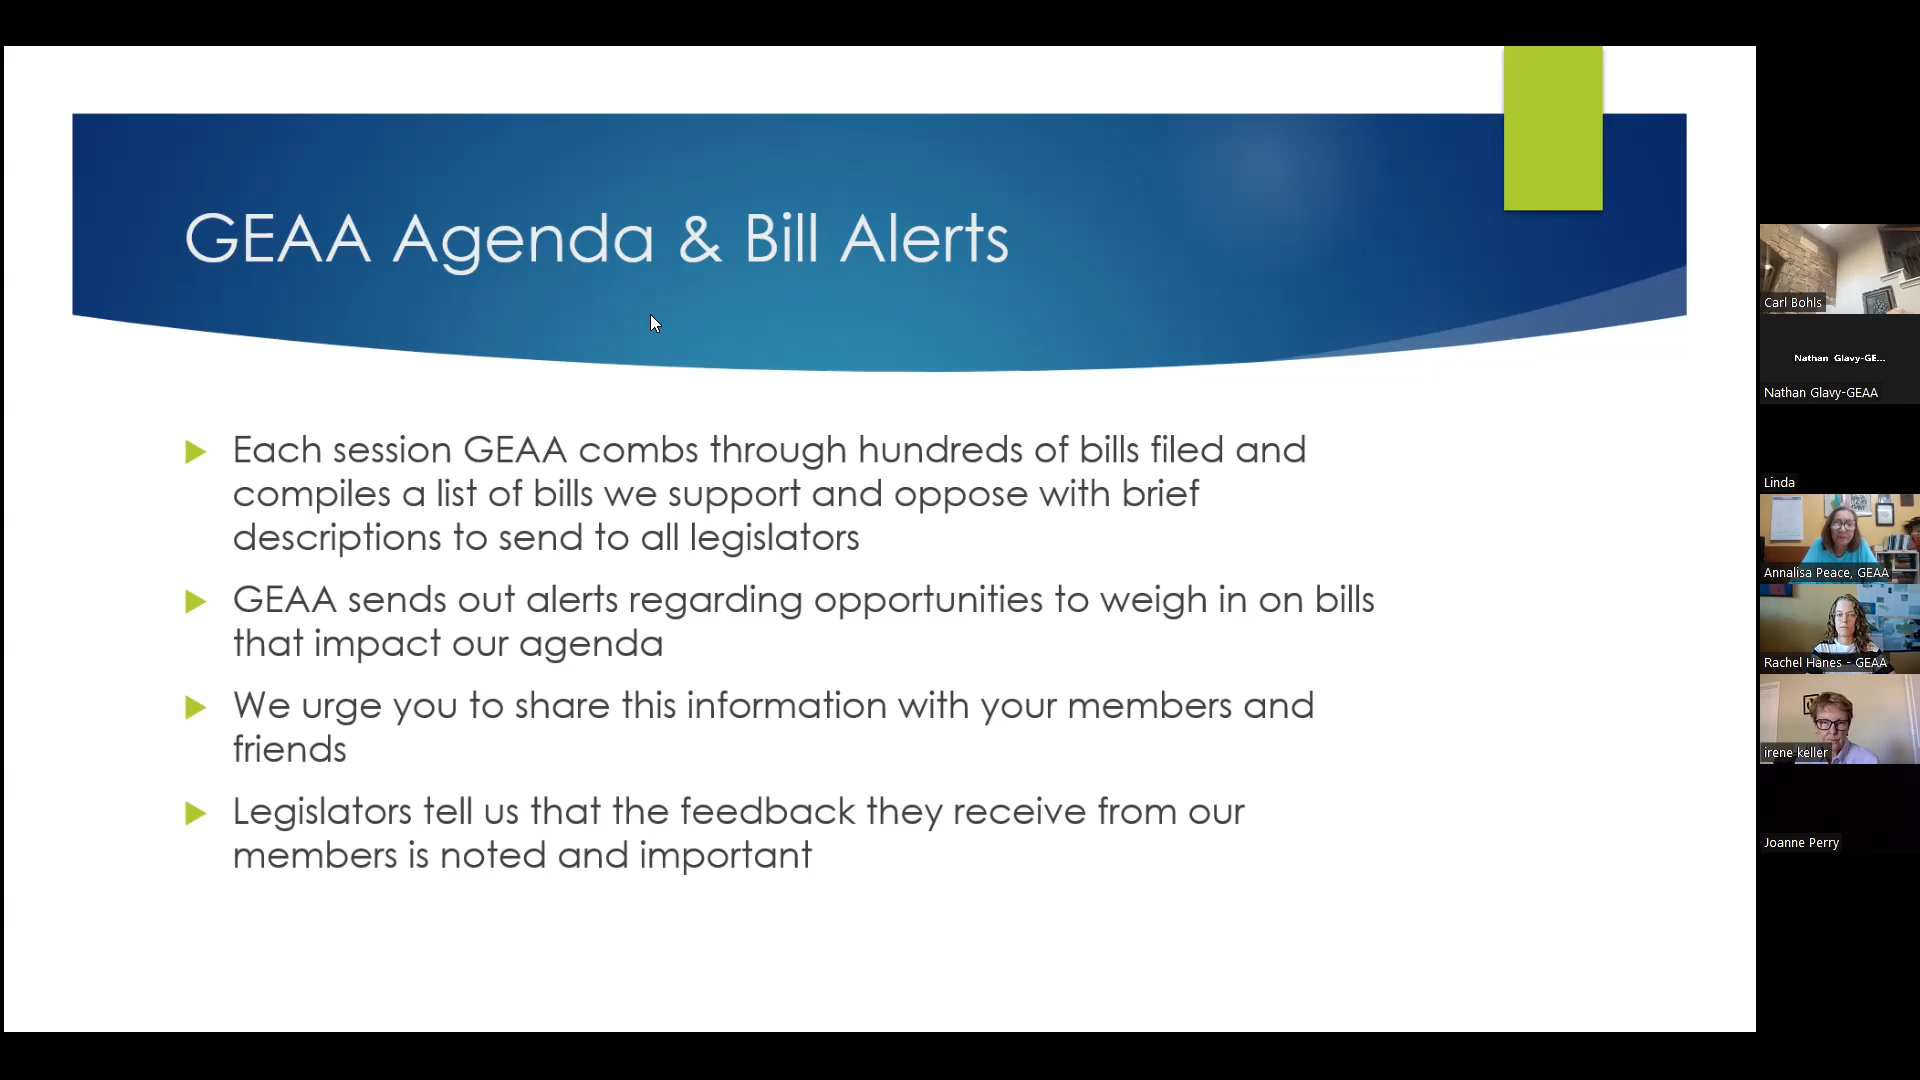 GEAA Agenda & Bill Alerts
Each session GEAA combs through hundreds of bills filed and
compiles a list of bills we support and oppose with brief
descriptions to send to all legislators
GEAA sends out alerts regarding opportunities to weigh in on bills
that impact our agenda
We urge you to share this information with your members and
friends
Legislators tell us that the feedback they receive from our
members is noted and important
Carl Bohls
Nathan Glavy-GE...
Nathan Glavy-GEAA
Linda
Annalisa Peace, GEAA
Rachel Hanes - GEAA
irene keller
Joanne Perry